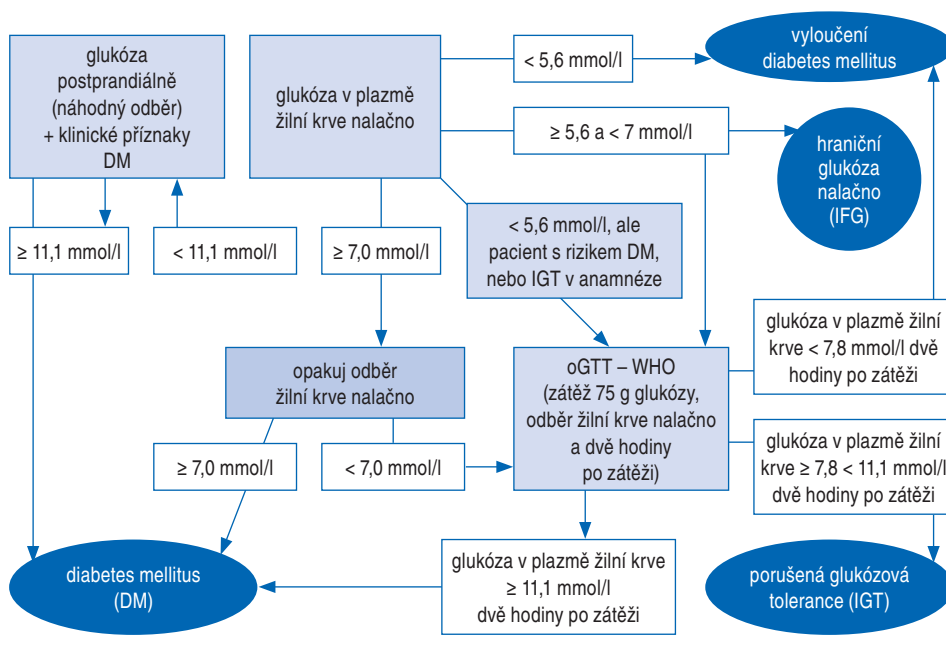 glukóza
postprandiálně
(náhodný odběr)
+ klinické příznaky
DM
glukóza v plazmě
žilní krve nalačno
< 5,6 mmol/l
vyloučení
diabetes mellitus
≥ 5,6 a < 7 mmol/l
hraniční
glukóza
nalačno
(IFG)
≥ 11,1 mmol/l
< 11,1 mmol/l
≥ 7,0 mmol/l
< 5,6 mmol/l, ale
pacient s rizikem DM,
nebo IGT v anamnéze
glukóza v plazmě žilní
krve < 7,8 mmol/l dvě
hodiny po zátěži
opakuj odběr
žilní krve nalačno
oGTT – WHO
(zátěž 75 g glukózy,
odběr žilní krve nalačno
a dvě hodiny
po zátěži)
≥ 7,0 mmol/l
< 7,0 mmol/l
glukóza v plazmě žilní
krve ≥ 7,8 < 11,1 mmol/l
dvě hodiny po zátěži
diabetes mellitus
(DM)
glukóza v plazmě žilní krve
≥ 11,1 mmol/l
dvě hodiny po zátěži
porušená glukózová
tolerance (IGT)